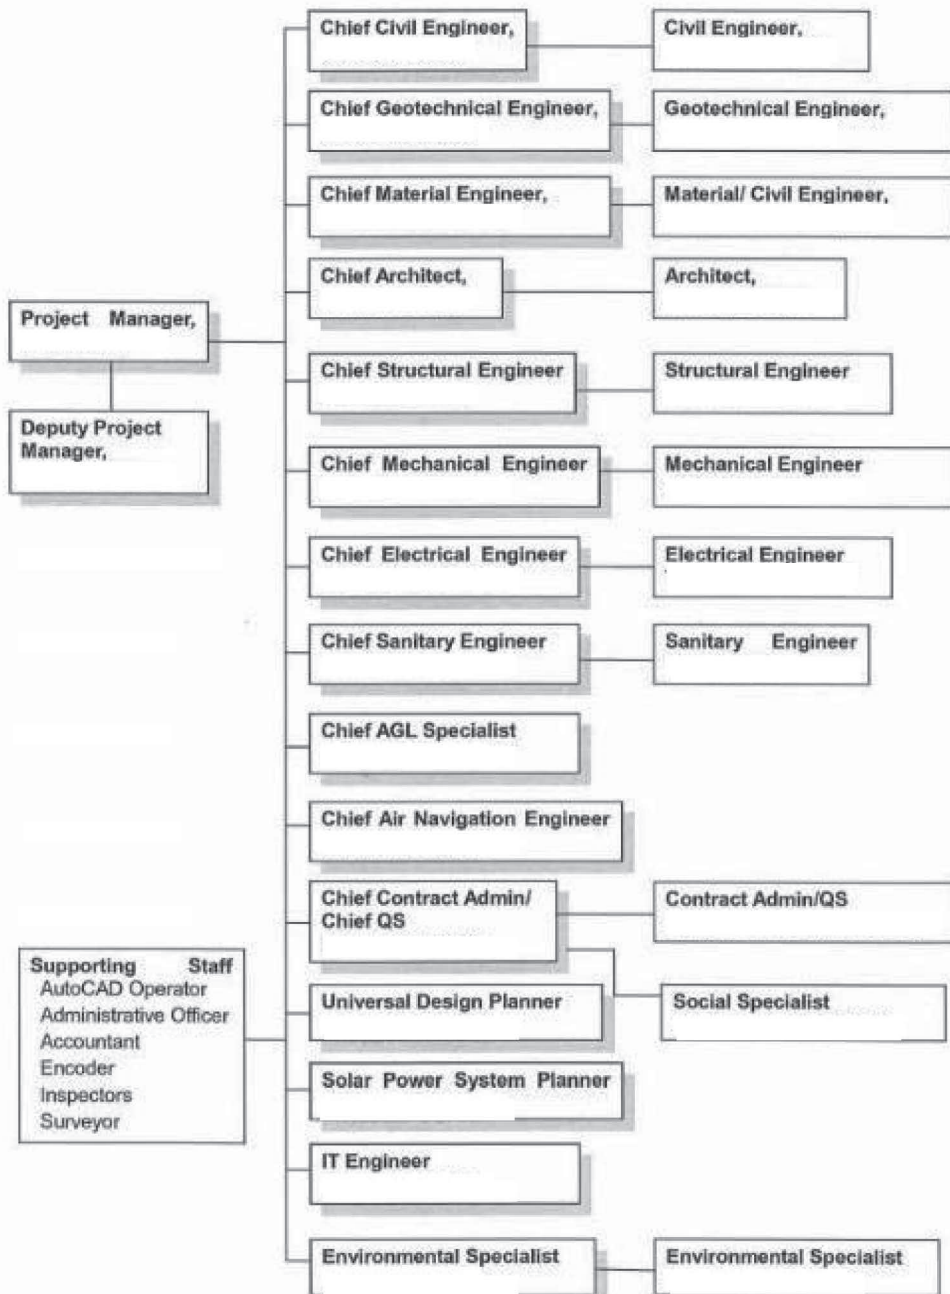 Chief Civil Engineer,
Civil Engineer,
Chief Geotechnical Engineer,
Geotechnical Engineer,
Chief Material Engineer,
Material/ Civil Engineer,
Chief Architect,
Architect,
Project Manager,
Chief Structural Engineer
Structural Engineer
Deputy Project
Manager,
Chief Mechanical Engineer
Mechanical Engineer
Chief Electrical Engineer
Electrical Engineer
Chief Sanitary Engineer
Sanitary Engineer
Chief AGL Specialist
Chief Air Navigation Engineer
Chief Contract Admin/
Chief QS
Contract Admin/QS
Supporting Staff
AutoCAD Operator
Administrative Officer
Accountant
Encoder
Inspectors
Surveyor
Universal Design Planner
Social Specialist
Solar Power System Planner
IT Engineer
Environmental Specialist
Environmental Specialist